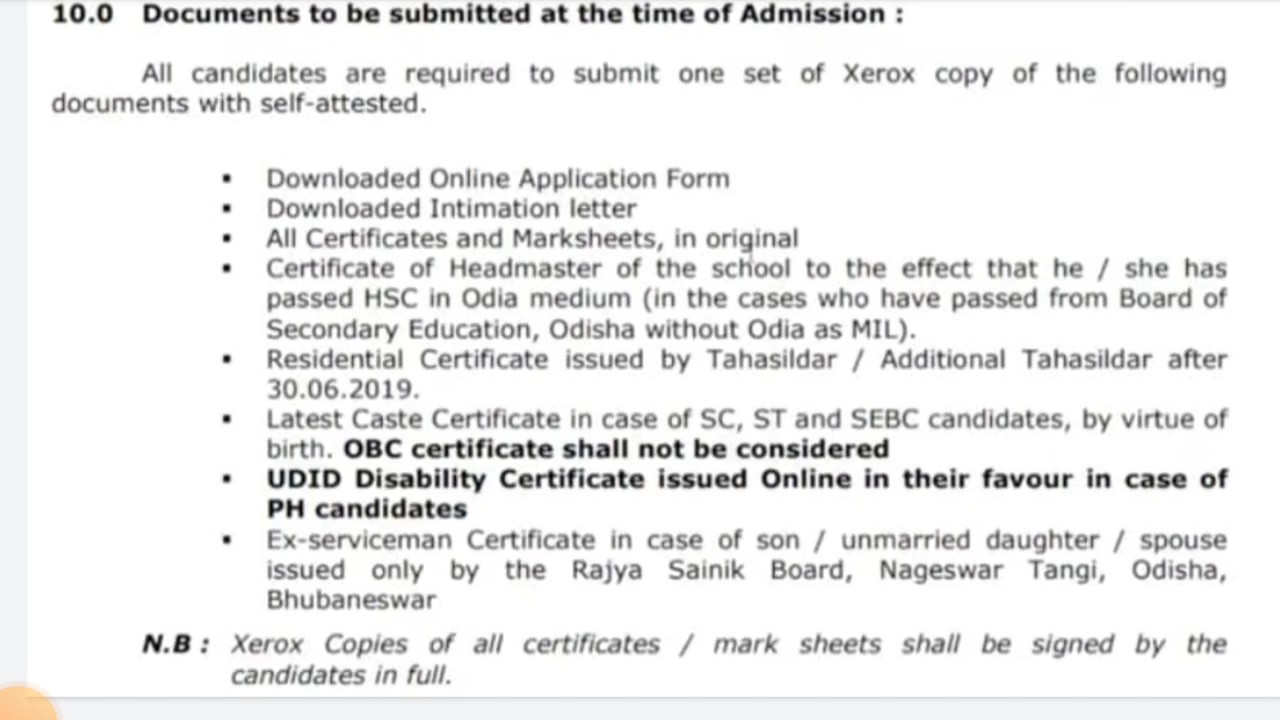 10.0 Documents to be submitted at the time of Admission :
All candidates are required to submit one set of Xerox copy of the following
documents with self-attested.
▪ Downloaded Online Application Form
▪ Downloaded Intimation letter
▪ All Certificates and Marksheets, in original
▪ Certificate of Headmaster of the school to the effect that he / she has
passed HSC in Odia medium (in the cases who have passed from Board of
Secondary Education, Odisha without Odia as MIL).
▪ Residential Certificate issued by Tahasildar / Additional Tahasildar after
30.06.2019.
▪ Latest Caste Certificate in case of SC, ST and SEBC candidates, by virtue of
birth. OBC certificate shall not be considered
▪ UDID Disability Certificate issued Online in their favour in case of
PH candidates
▪ Ex-serviceman Certificate in case of son / unmarried daughter / spouse
issued only by the Rajya Sainik Board, Nageswar Tangi, Odisha,
Bhubaneswar
N.B : Xerox Copies of all certificates / mark sheets shall be signed by the
candidates in full.